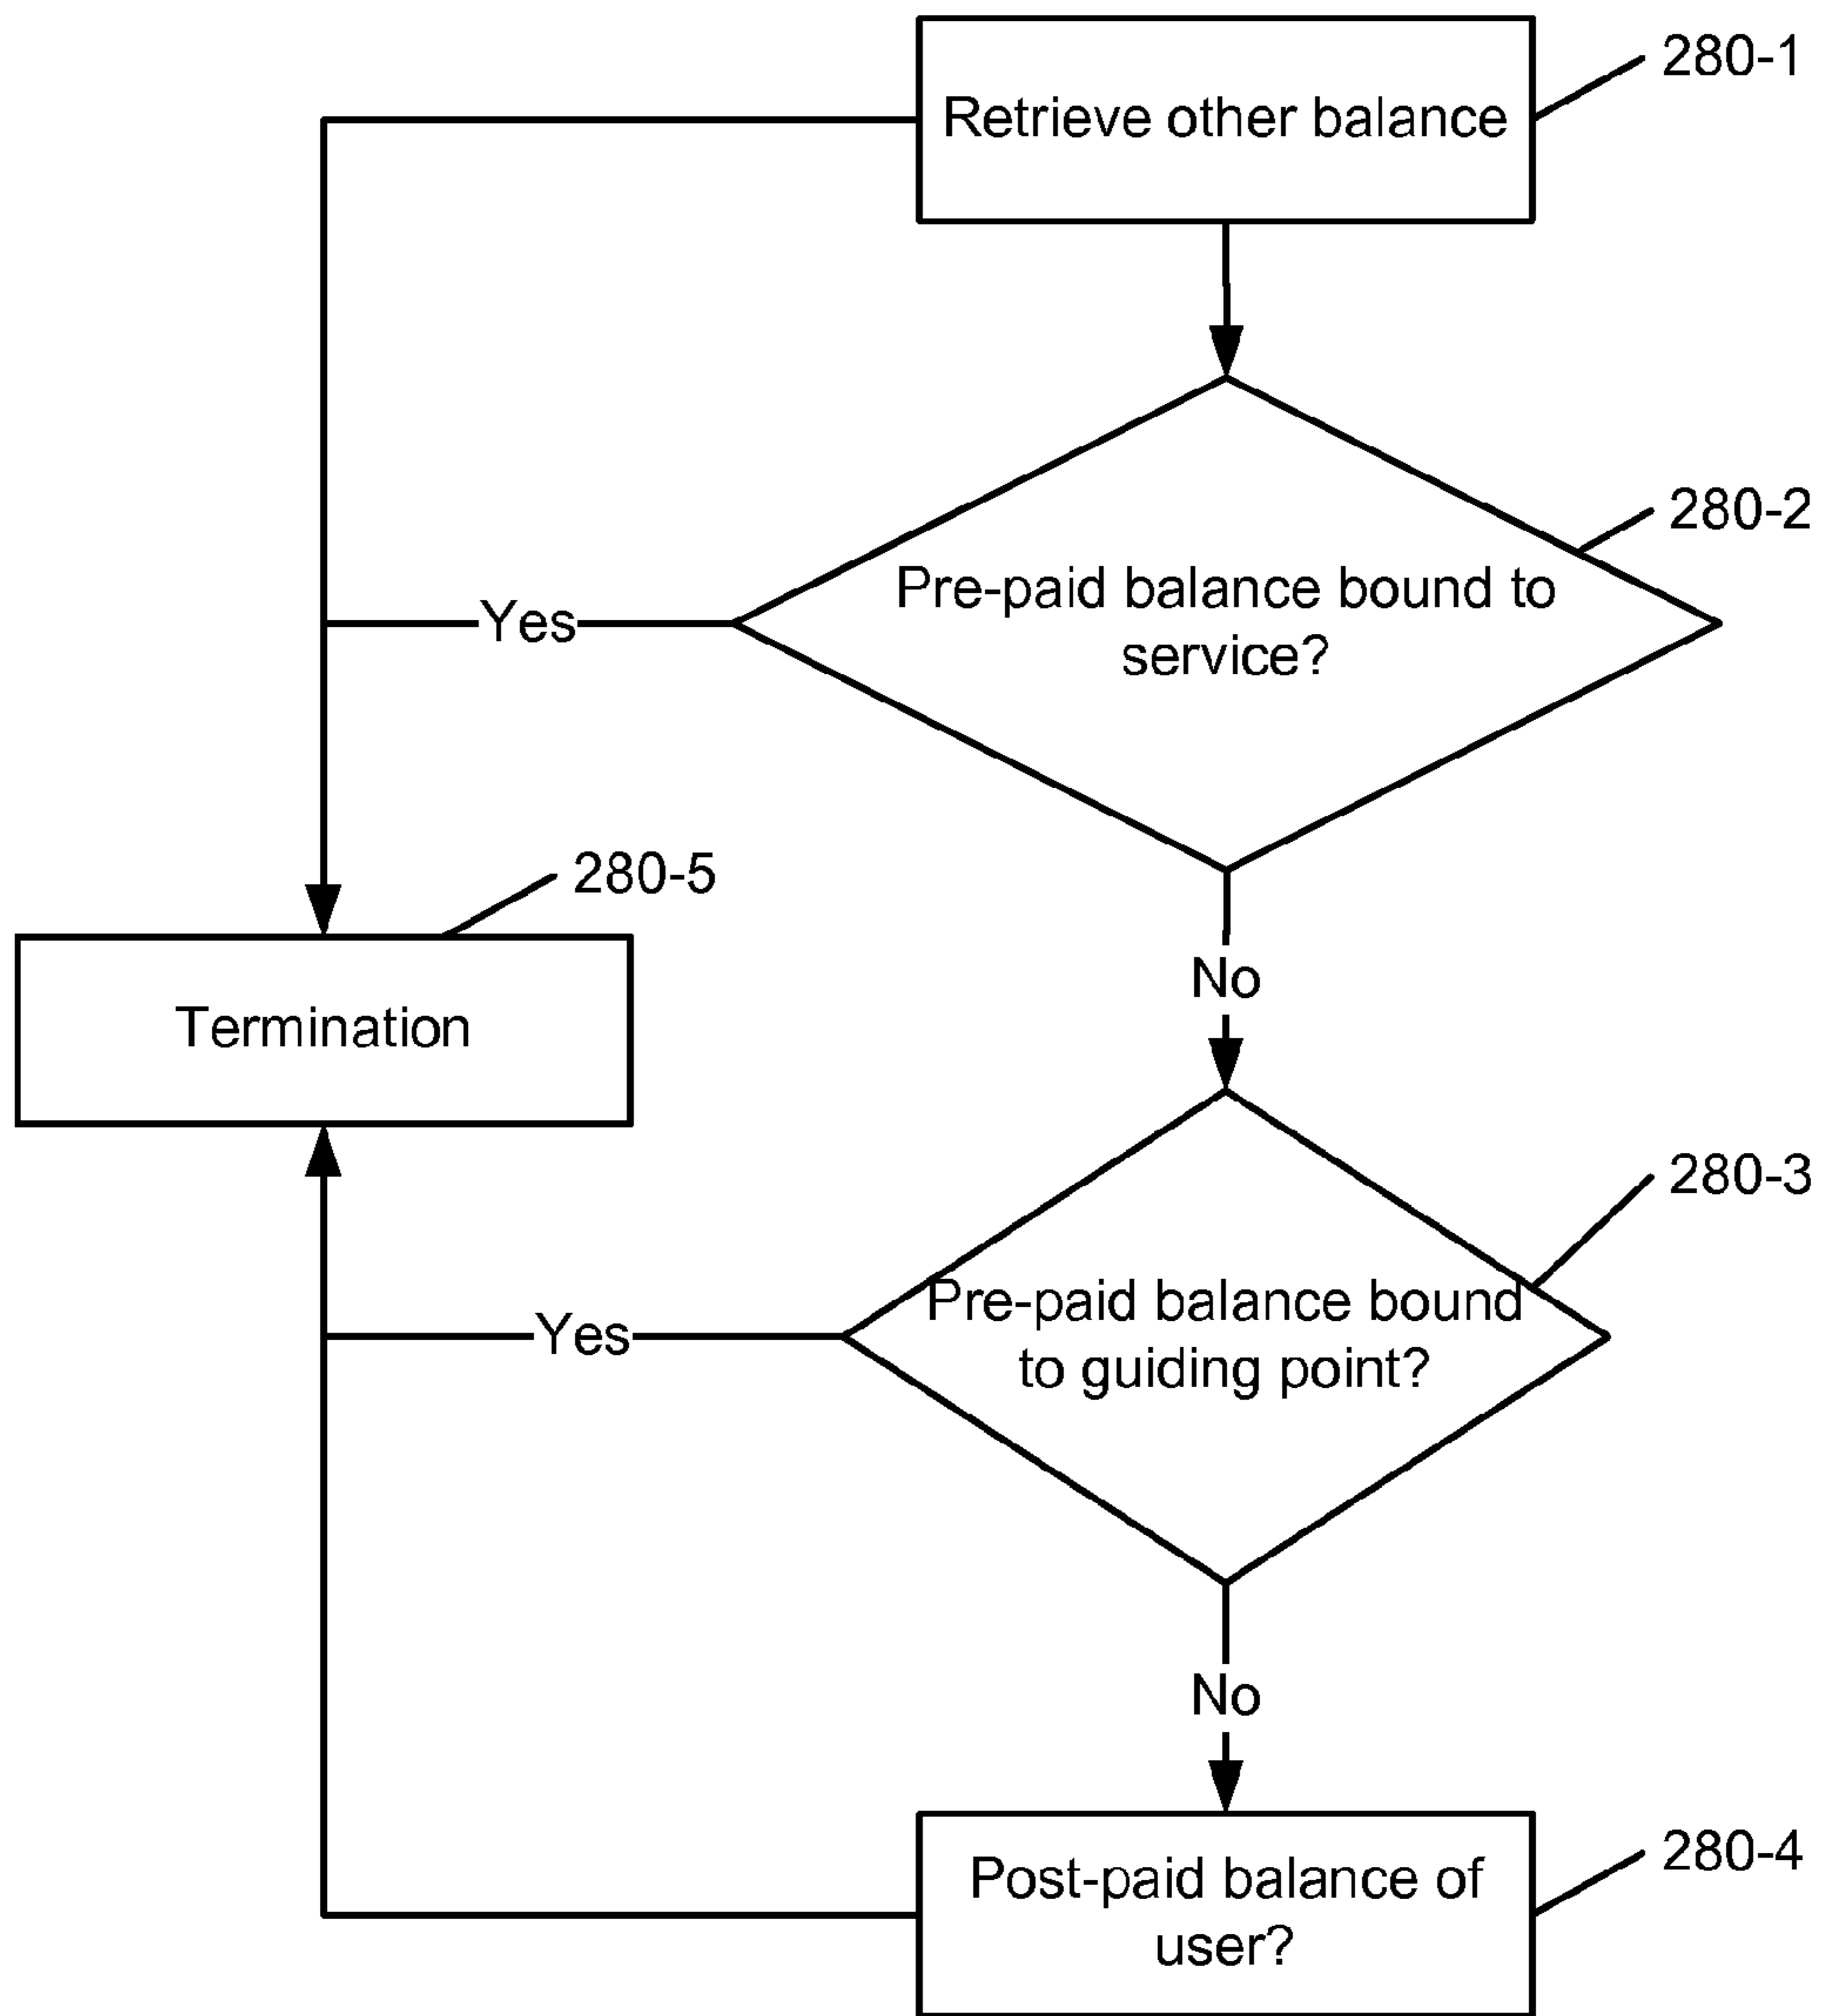 280-1
Retrieve other balance
280-2
Pre-paid balance bound to
service?
Yes
280-5
No
Termination
280-3
Pre-paid balance bound
to guiding point?
Yes
No
280-4
Post-paid balance of
user?